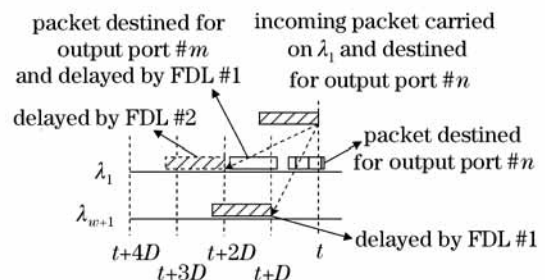 packet destined for
output port #m
and delayed by FDL #1
incoming packet carried
on λ₁ and destined
for output port #n
delayed by FDL #2
packet destined
for output port #n
λ₁
λ_{w+1}
delayed by FDL #1
t+4D
t+3D
t+2D
t+D
t